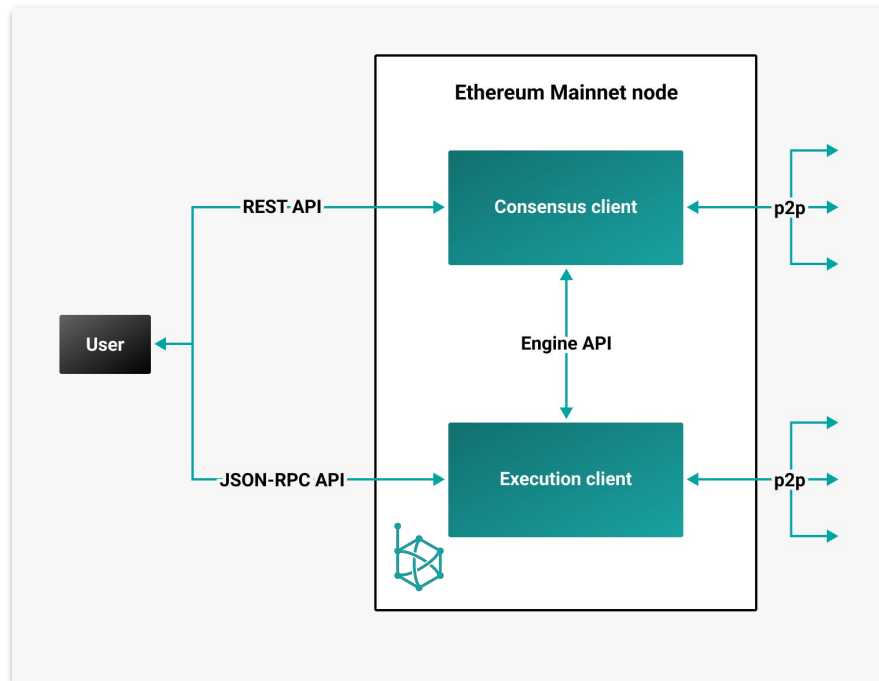 Ethereum Mainnet node
REST API
Consensus client
p2p
User
Engine API
JSON-RPC API
Execution client
p2p